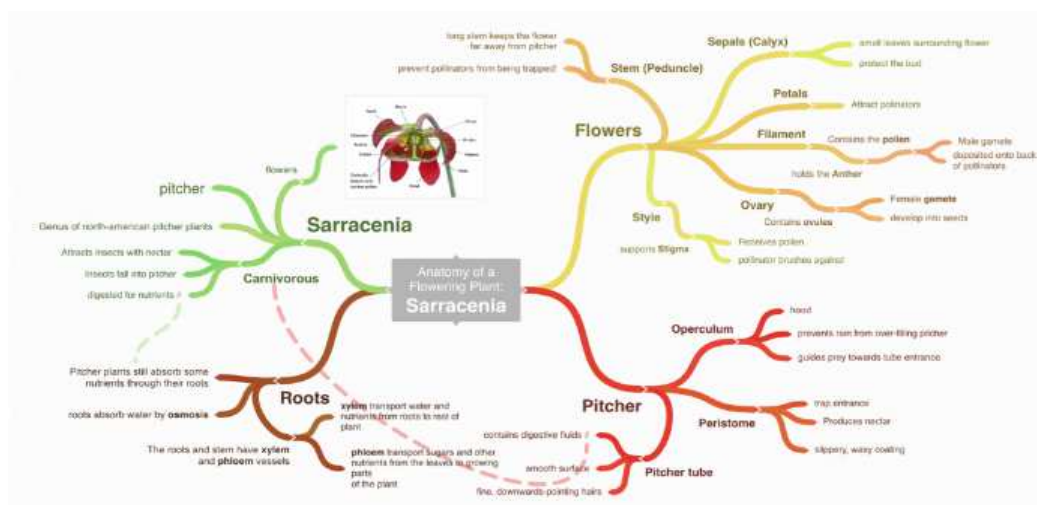 Anatomy of a
Flowering Plant:
Sarracenia
Sarracenia
flowers
pitcher
Genus of north-american pitcher plants
Carnivorous
Attracts insects with nectar
Insects fall into pitcher
digested for nutrients
Roots
Pitcher plants still absorb some
nutrients through their roots
roots absorb water by osmosis
The roots and stem have xylem
and phloem vessels
xylem transport water and
nutrients from roots to rest of
plant
phloem transport sugars and other
nutrients from the leaves to growing
parts
of the plant
Flowers
Stem (Peduncle)
long stem keeps the flower
far away from pitcher
prevent pollinators from being trapped!
Sepals (Calyx)
small leaves surrounding flower
protect the bud
Petals
Attract polinators
Filament
Contains the pollen
Male gamete
deposited onto back
of pollinators
holds the Anther
Ovary
Contains ovules
Female gamete
develop into seeds
Style
supports Stigma
Receives pollen
pollinator brushes against
Pitcher
Operculum
hood
prevents rain from over-filling pitcher
guides prey towards tube entrance
Peristome
trap entrance
Produces nectar
slippery, waxy coating
Pitcher tube
contains digestive fluids
smooth surface
fine, downwards-pointing hairs